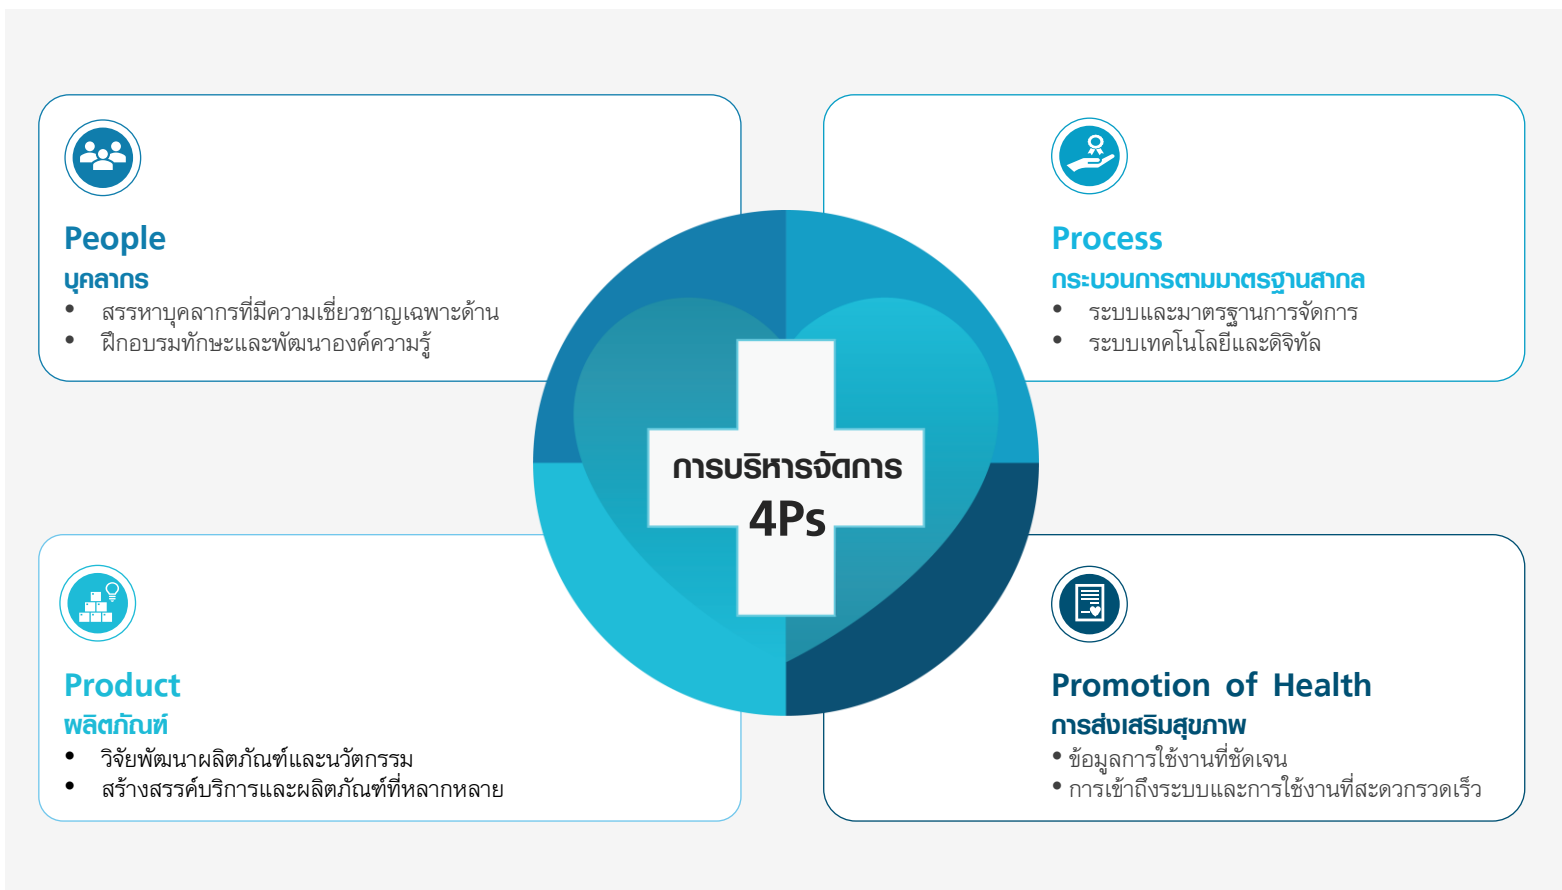 People
บุคลากร
• สรรหาบุคลากรที่มีความเชี่ยวชาญเฉพาะด้าน
• ฝึกอบรมทักษะและพัฒนาองค์ความรู้
Process
กระบวนการตามมาตรฐานสากล
• ระบบและมาตรฐานการจัดการ
• ระบบเทคโนโลยีและดิจิทัล
การบริหารจัดการ
4Ps
Product
ผลิตภัณฑ์
• วิจัยพัฒนาผลิตภัณฑ์และนวัตกรรม
• สร้างสรรค์บริการและผลิตภัณฑ์ที่หลากหลาย
Promotion of Health
การส่งเสริมสุขภาพ
• ข้อมูลการใช้งานที่ชัดเจน
• การเข้าถึงระบบและการใช้งานที่สะดวกรวดเร็ว